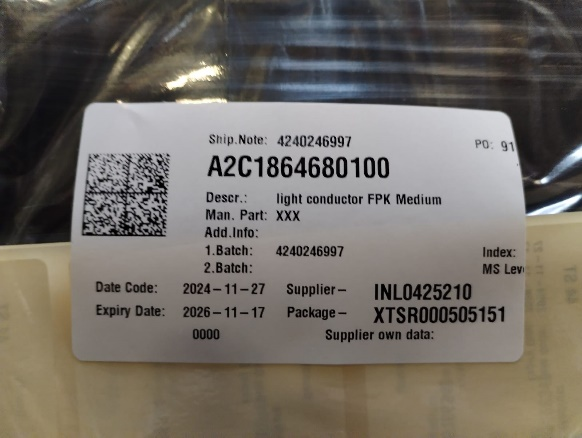 Ship.Note: 4240246997 PO: 91
A2C1864680100
Descr.: light conductor FPK Medium
Man. Part: XXX
Add.Info:
1.Batch: 4240246997 Index:
2.Batch: MS Lev
Date Code: 2024-11-27 Supplier- INL0425210
Expiry Date: 2026-11-17 Package- XTSR000505151
0000 Supplier own data: